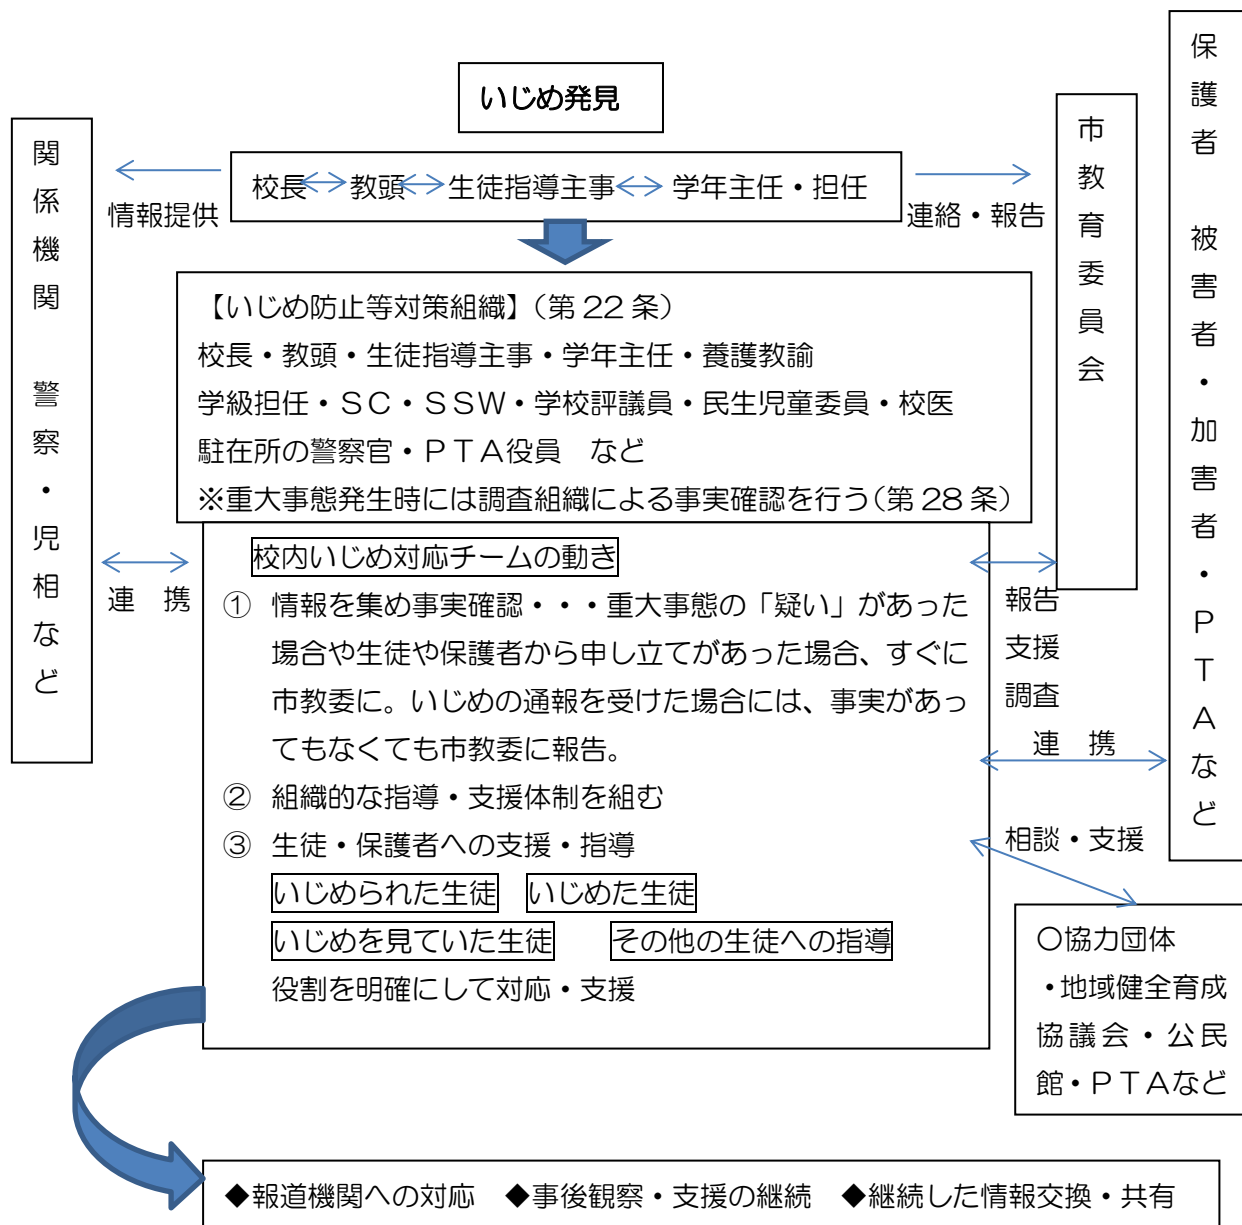 いじめ発見
校長 教頭 生徒指導主事 学年主任・担任
情報提供
連絡・報告
関係機関　警察・児相など
市教育委員会
保護者　被害者・加害者・PTAなど
【いじめ防止等対策組織】（第22条）
校長・教頭・生徒指導主事・学年主任・養護教諭
学級担任・ＳＣ・ＳＳＷ・学校評議員・民生児童委員・校医
駐在所の警察官・ＰＴＡ役員　など
※重大事態発生時には調査組織による事実確認を行う（第28条）
校内いじめ対応チームの動き
① 情報を集め事実確認・・・重大事態の「疑い」があった
場合や生徒や保護者から申し立てがあった場合、すぐに
市教委に。いじめの通報を受けた場合には、事実があっ
てもなくても市教委に報告。
② 組織的な指導・支援体制を組む
③ 生徒・保護者への支援・指導
いじめられた生徒　いじめた生徒
いじめを見ていた生徒　その他の生徒への指導
役割を明確にして対応・支援
連　携
報告
支援
調査
連　携
相談・支援
〇協力団体
・地域健全育成
協議会・公民
館・ＰＴＡなど
◆報道機関への対応　◆事後観察・支援の継続　◆継続した情報交換・共有